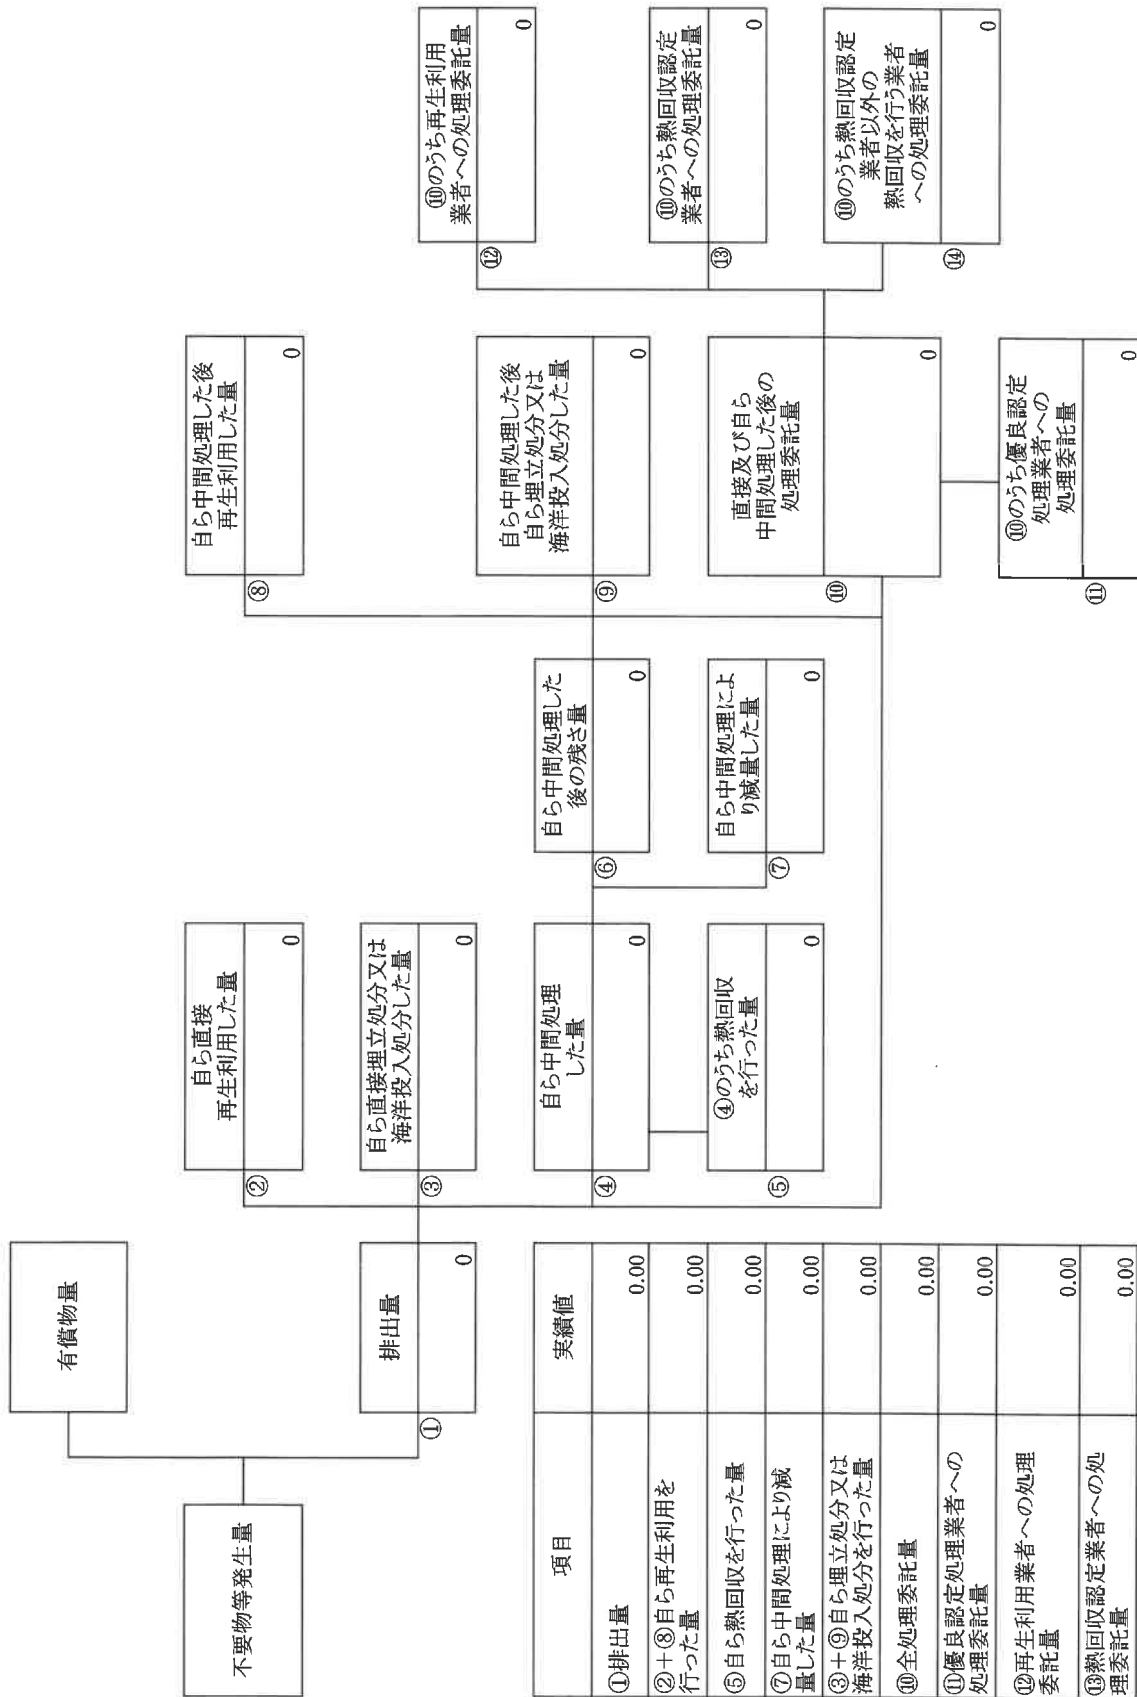 不要物等発生量
有償物量
①
排出量
0
②
自ら直接
再生利用した量
0
③
自ら直接埋立処分又は
海洋投入処分した量
0
④
自ら中間処理
した量
0
⑤
④のうち熱回収
を行った量
0
⑥
自ら中間処理した
後の残さ量
0
⑦
自ら中間処理によ
り減量した量
0
⑧
自ら中間処理した後
再生利用した量
0
⑨
自ら中間処理した後
自ら埋立処分又は
海洋投入処分した量
0
⑩
直接及び自ら
中間処理した後の
処理委託量
0
⑪
⑩のうち優良認定
処理業者への
処理委託量
0
⑫
⑩のうち再生利用
業者への処理委託量
0
⑬
⑩のうち熱回収認定
業者への処理委託量
0
⑭
⑩のうち熱回収認定
業者以外の
熱回収を行う業者
への処理委託量
0
項目 実績値
①排出量 0.00
②+⑧自ら再生利用を
行った量 0.00
⑤自ら熱回収を行った量 0.00
⑦自ら中間処理により減
量した量 0.00
③+⑨自ら埋立処分又は
海洋投入処分を行った量 0.00
⑩全処理委託量 0.00
⑪優良認定処理業者への
処理委託量 0.00
⑫再生利用業者への処理
委託量 0.00
⑬熱回収認定業者への処
理委託量 0.00